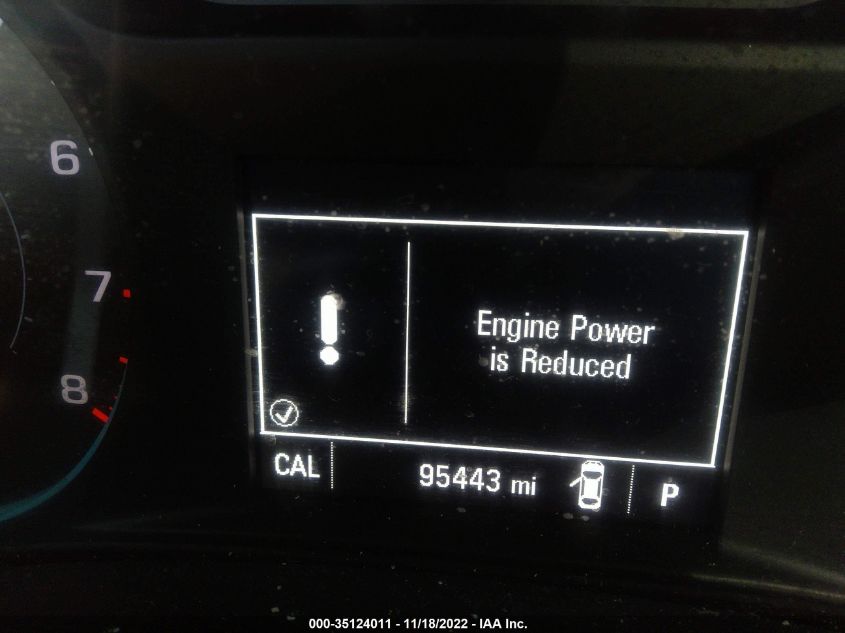 6
7
8
Engine Power
is Reduced
CAL 95443 mi P
000-35124011 - 11/18/2022 - IAA Inc.